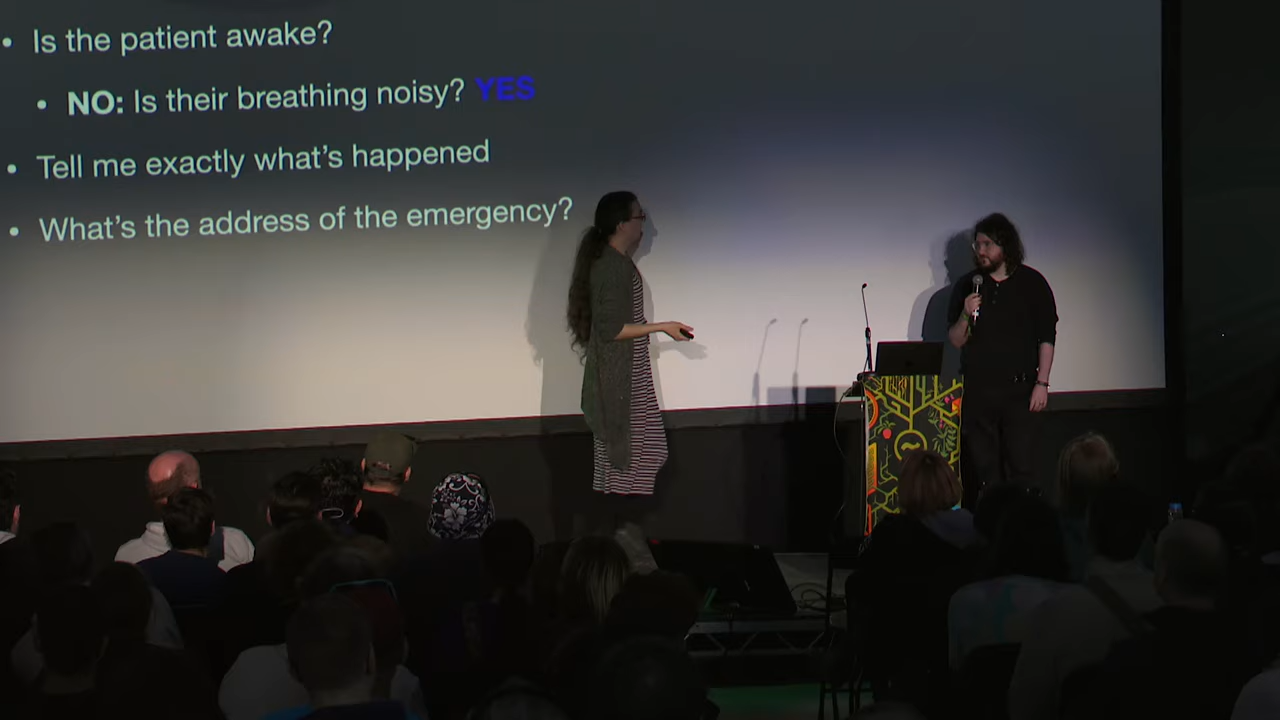 • Is the patient awake?
• NO: Is their breathing noisy? YES
• Tell me exactly what's happened
• What's the address of the emergency?